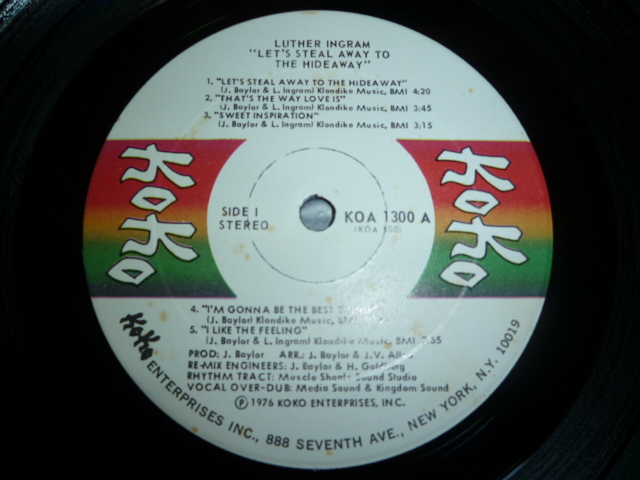 LUTHER INGRAM
"LET'S STEAL AWAY TO
THE HIDEAWAY"
1. "LET'S STEAL AWAY TO THE HIDEAWAY"
(J. Baylor & L. Ingram) Klondike Music, BMI 4:20
2. "THAT'S THE WAY LOVE IS"
(J. Baylor & L. Ingram) Klondike Music, BMI 3:45
3. "SWEET INSPIRATION"
(J. Baylor & L. Ingram) Klondike Music, BMI 3:15
KOKO
KOKO
SIDE I
STEREO
KOA 1300 A
(KOA 500)
4. "I'M GONNA BE THE BEST
(J. Baylor) Klondike Music,
5. "I LIKE THE FEELING"
(J. Baylor & L. Ingram) Klondike Music, BMI
PROD: J. Baylor ARR.: J. Baylor & J.V.
RE-MIX ENGINEERS: J. Baylor & H.
RHYTHM TRACT: Muscle Shoals Sound Studio
VOCAL OVER-DUB: Media Sound & Kingdom Sound
Ⓟ 1976 KOKO ENTERPRISES, INC.
KoKo ENTERPRISES INC., 888 SEVENTH AVE., NEW YORK, N.Y. 10019